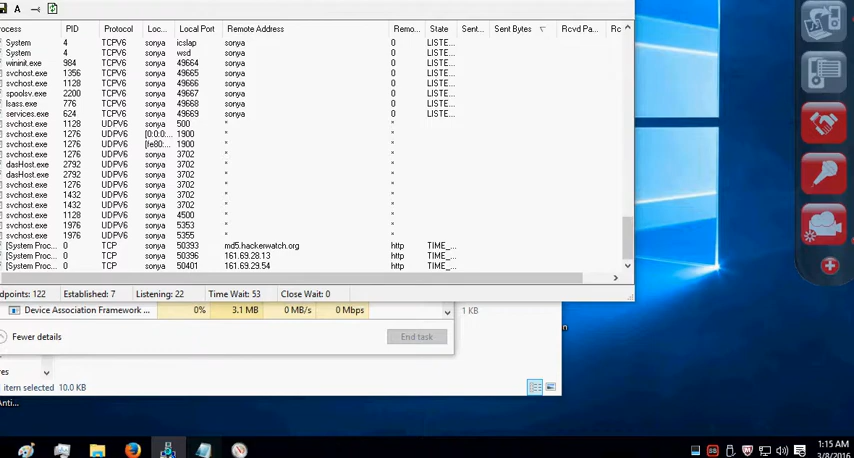 A
rocess PID Protocol Loc... Local Port Remote Address Remo... State Sent... Sent Bytes Rcvd Pa... Rc
System 4 TCPV6 sonya icslap sonya 0 LISTE...
System 4 TCPV6 sonya wsd sonya 0 LISTE...
wininit.exe 984 TCPV6 sonya 49664 sonya 0 LISTE...
svchost.exe 1356 TCPV6 sonya 49665 sonya 0 LISTE...
svchost.exe 1128 TCPV6 sonya 49666 sonya 0 LISTE...
spoolsv.exe 2200 TCPV6 sonya 49667 sonya 0 LISTE...
lsass.exe 776 TCPV6 sonya 49668 sonya 0 LISTE...
services.exe 624 TCPV6 sonya 49669 sonya 0 LISTE...
svchost.exe 1128 UDPV6 sonya 500 * *
svchost.exe 1276 UDPV6 [0:0:0:... 1900 * *
svchost.exe 1276 UDPV6 [fe80:... 1900 * *
svchost.exe 1276 UDPV6 sonya 3702 * *
dasHost.exe 2792 UDPV6 sonya 3702 * *
dasHost.exe 2792 UDPV6 sonya 3702 * *
svchost.exe 1276 UDPV6 sonya 3702 * *
svchost.exe 1432 UDPV6 sonya 3702 * *
svchost.exe 1432 UDPV6 sonya 3702 * *
svchost.exe 1128 UDPV6 sonya 4500 * *
svchost.exe 1976 UDPV6 sonya 5353 * *
svchost.exe 1976 UDPV6 sonya 5355 * *
[System Proc... 0 TCP sonya 50393 md5.hackerwatch.org http TIME_...
[System Proc... 0 TCP sonya 50396 161.69.28.13 http TIME_...
[System Proc... 0 TCP sonya 50401 161.69.29.54 http TIME_...
dpoints: 122 Established: 7 Listening: 22 Time Wait: 53 Close Wait: 0
Device Association Framework ... 0% 3.1 MB 0 MB/s 0 Mbps 1 KB
n
Fewer details End task
res
item selected 10.0 KB
Anti...
1:15 AM
3/8/2016